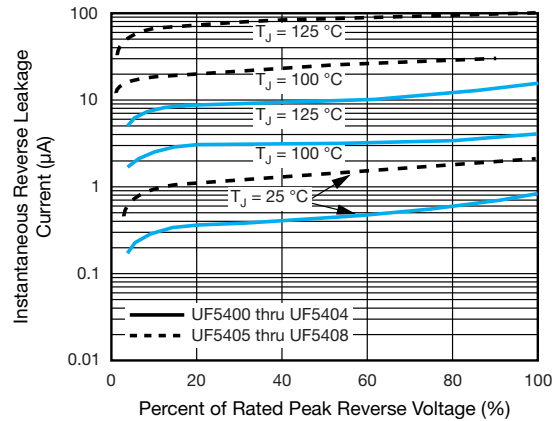 100
10
1
0.1
0.01
Instantaneous Reverse Leakage
Current (µA)
T_J = 125 °C
T_J = 100 °C
T_J = 125 °C
T_J = 100 °C
T_J = 25 °C
UF5400 thru UF5404
UF5405 thru UF5408
0 20 40 60 80 100
Percent of Rated Peak Reverse Voltage (%)